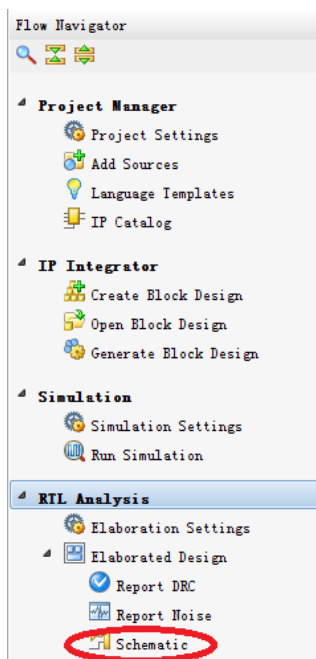 Flow Navigator
Project Manager
Project Settings
Add Sources
Language Templates
IP Catalog
IP Integrator
Create Block Design
Open Block Design
Generate Block Design
Simulation
Simulation Settings
Run Simulation
RTL Analysis
Elaboration Settings
Elaborated Design
Report DRC
Report Noise
Schematic